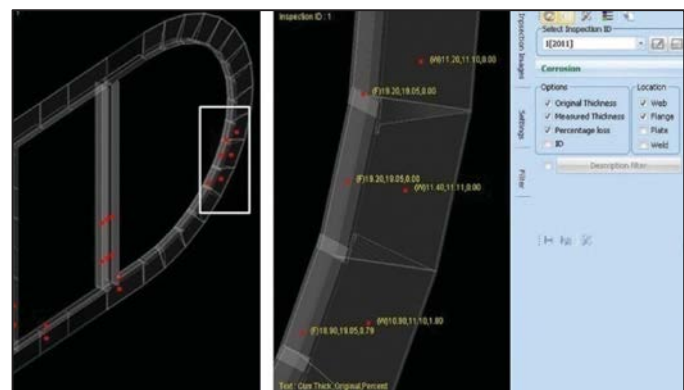 Inspection ID : 1
(W)11.20,11.10,0.00
(F)19.20,19.05,0.00
(F)19.20,19.05,0.00
(W)11.40,11.11,0.00
(W)10.90,11.10,1.80
(F)18.90,19.05,0.79
Text : Curr Thick, Original,Percent
Inspection Images
Settings
Filter
Select Inspection ID
1[2011]
Corrosion
Options
Location
Original Thickness
Web
Measured Thickness
Flange
Percentage loss
Plate
ID
Weld
Description Filter